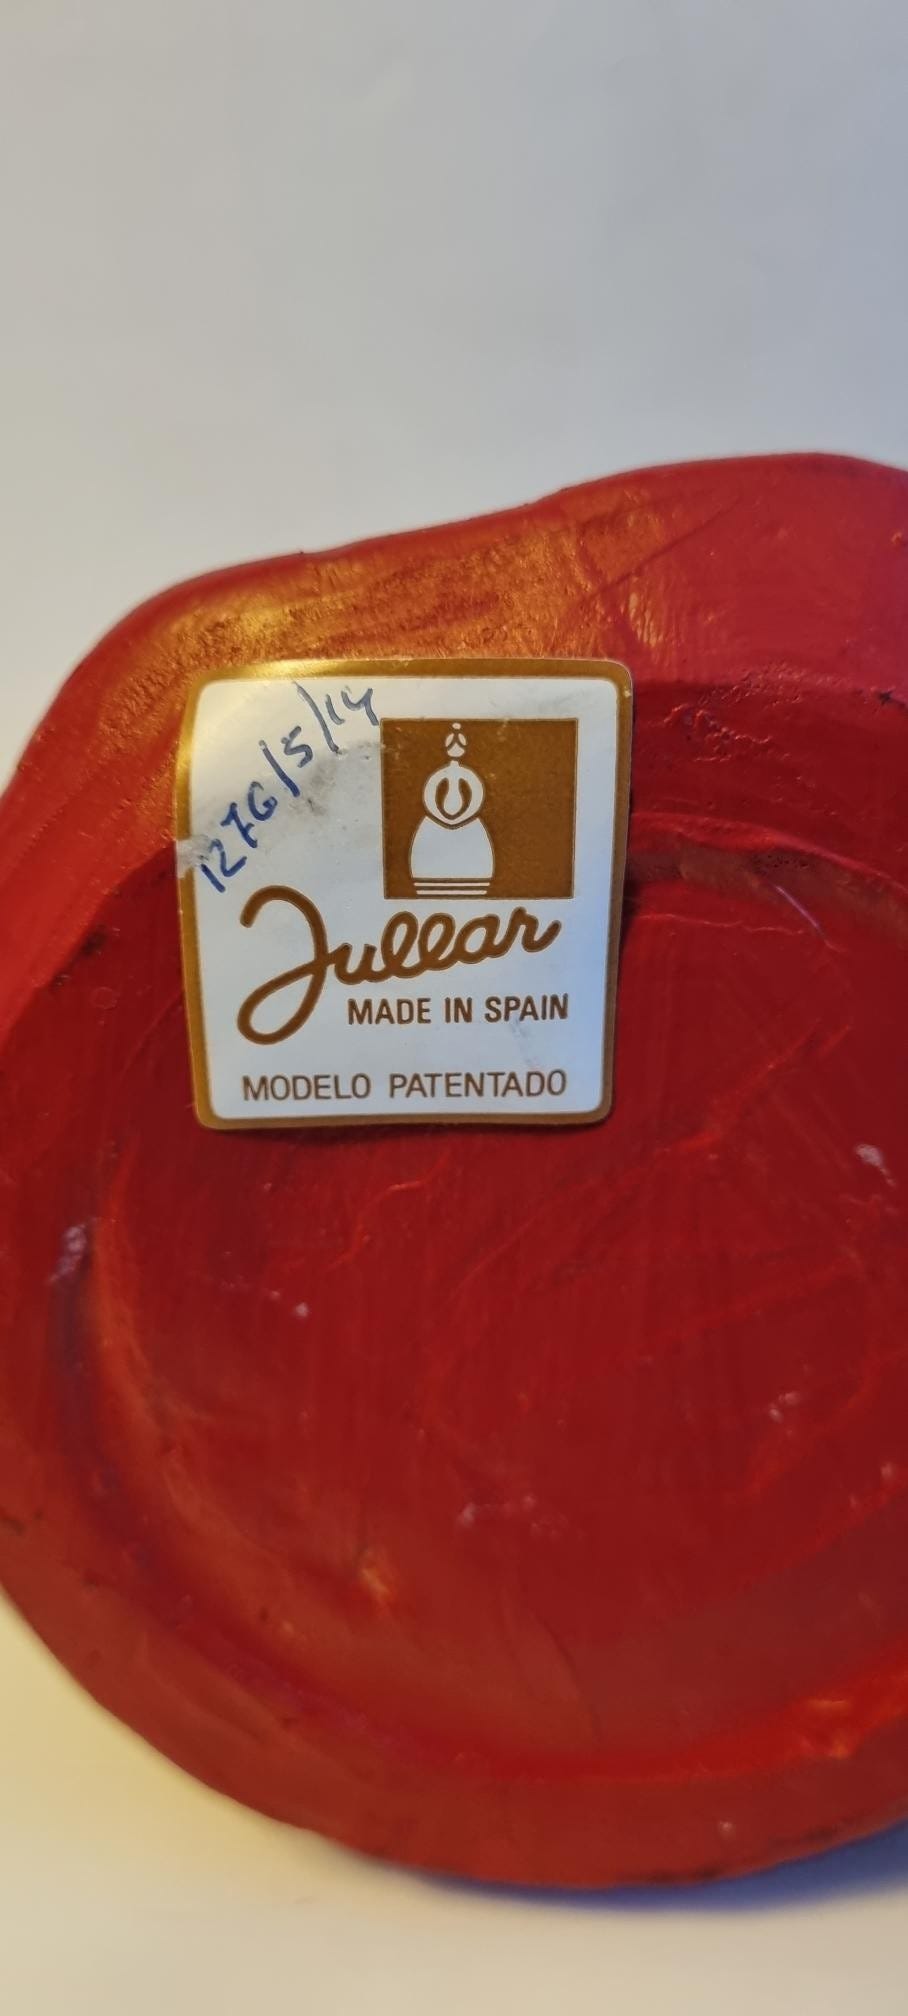 1276/5/14
Jullar
MADE IN SPAIN
MODELO PATENTADO